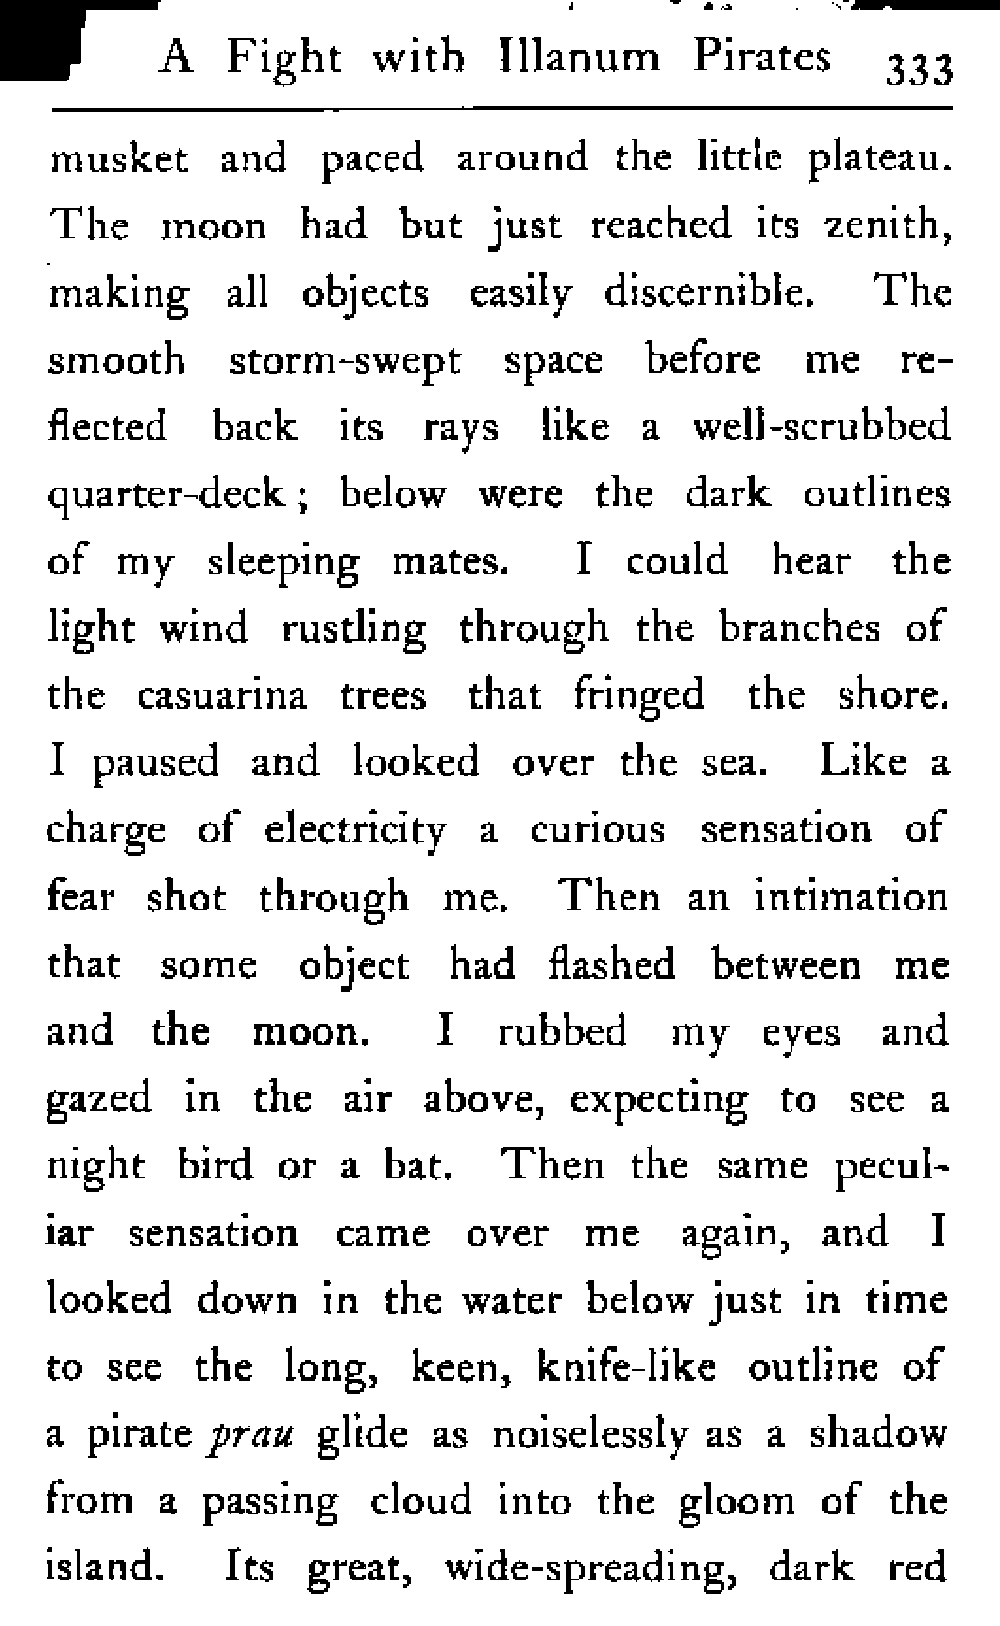 A Fight with Illanum Pirates 333
musket and paced around the little plateau.
The moon had but just reached its zenith,
making all objects easily discernible. The
smooth storm-swept space before me re-
flected back its rays like a well-scrubbed
quarter-deck; below were the dark outlines
of my sleeping mates. I could hear the
light wind rustling through the branches of
the casuarina trees that fringed the shore.
I paused and looked over the sea. Like a
charge of electricity a curious sensation of
fear shot through me. Then an intimation
that some object had flashed between me
and the moon. I rubbed my eyes and
gazed in the air above, expecting to see a
night bird or a bat. Then the same pecul-
iar sensation came over me again, and I
looked down in the water below just in time
to see the long, keen, knife-like outline of
a pirate prau glide as noiselessly as a shadow
from a passing cloud into the gloom of the
island. Its great, wide-spreading, dark red